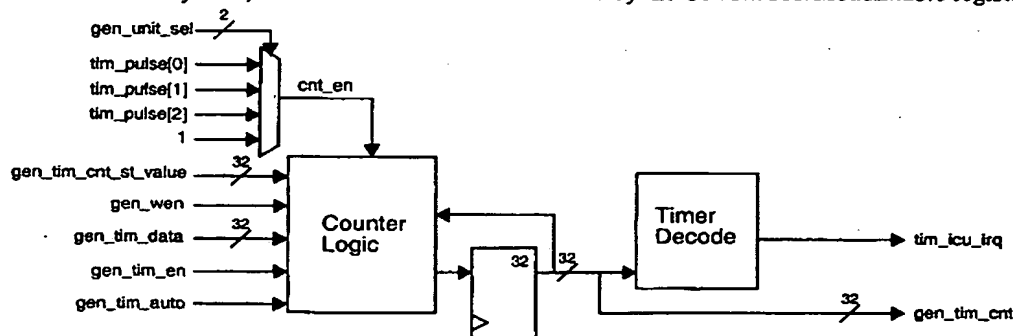 2
gen_unit_sel
tim_pulse[0]
tim_pulse[1]
cnt_en
tim_pulse[2]
1
32
gen_tim_cnt_st_value
gen_wen
32
gen_tim_data
gen_tim_en
gen_tim_auto
Counter
Logic
32
32
Timer
Decode
tim_icu_irq
32
gen_tim_cnt